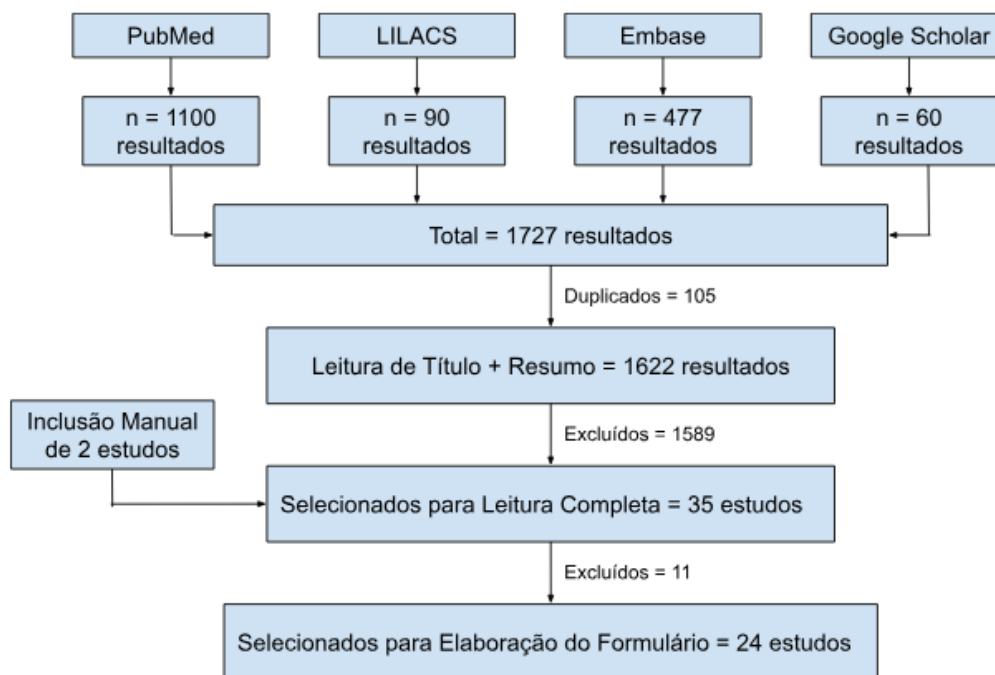 PubMed
LILACS
Embase
Google Scholar
n = 1100
resultados
n = 90
resultados
n = 477
resultados
n = 60
resultados
Total = 1727 resultados
Duplicados = 105
Leitura de Título + Resumo = 1622 resultados
Inclusão Manual
de 2 estudos
Excluídos = 1589
Selecionados para Leitura Completa = 35 estudos
Excluídos = 11
Selecionados para Elaboração do Formulário = 24 estudos